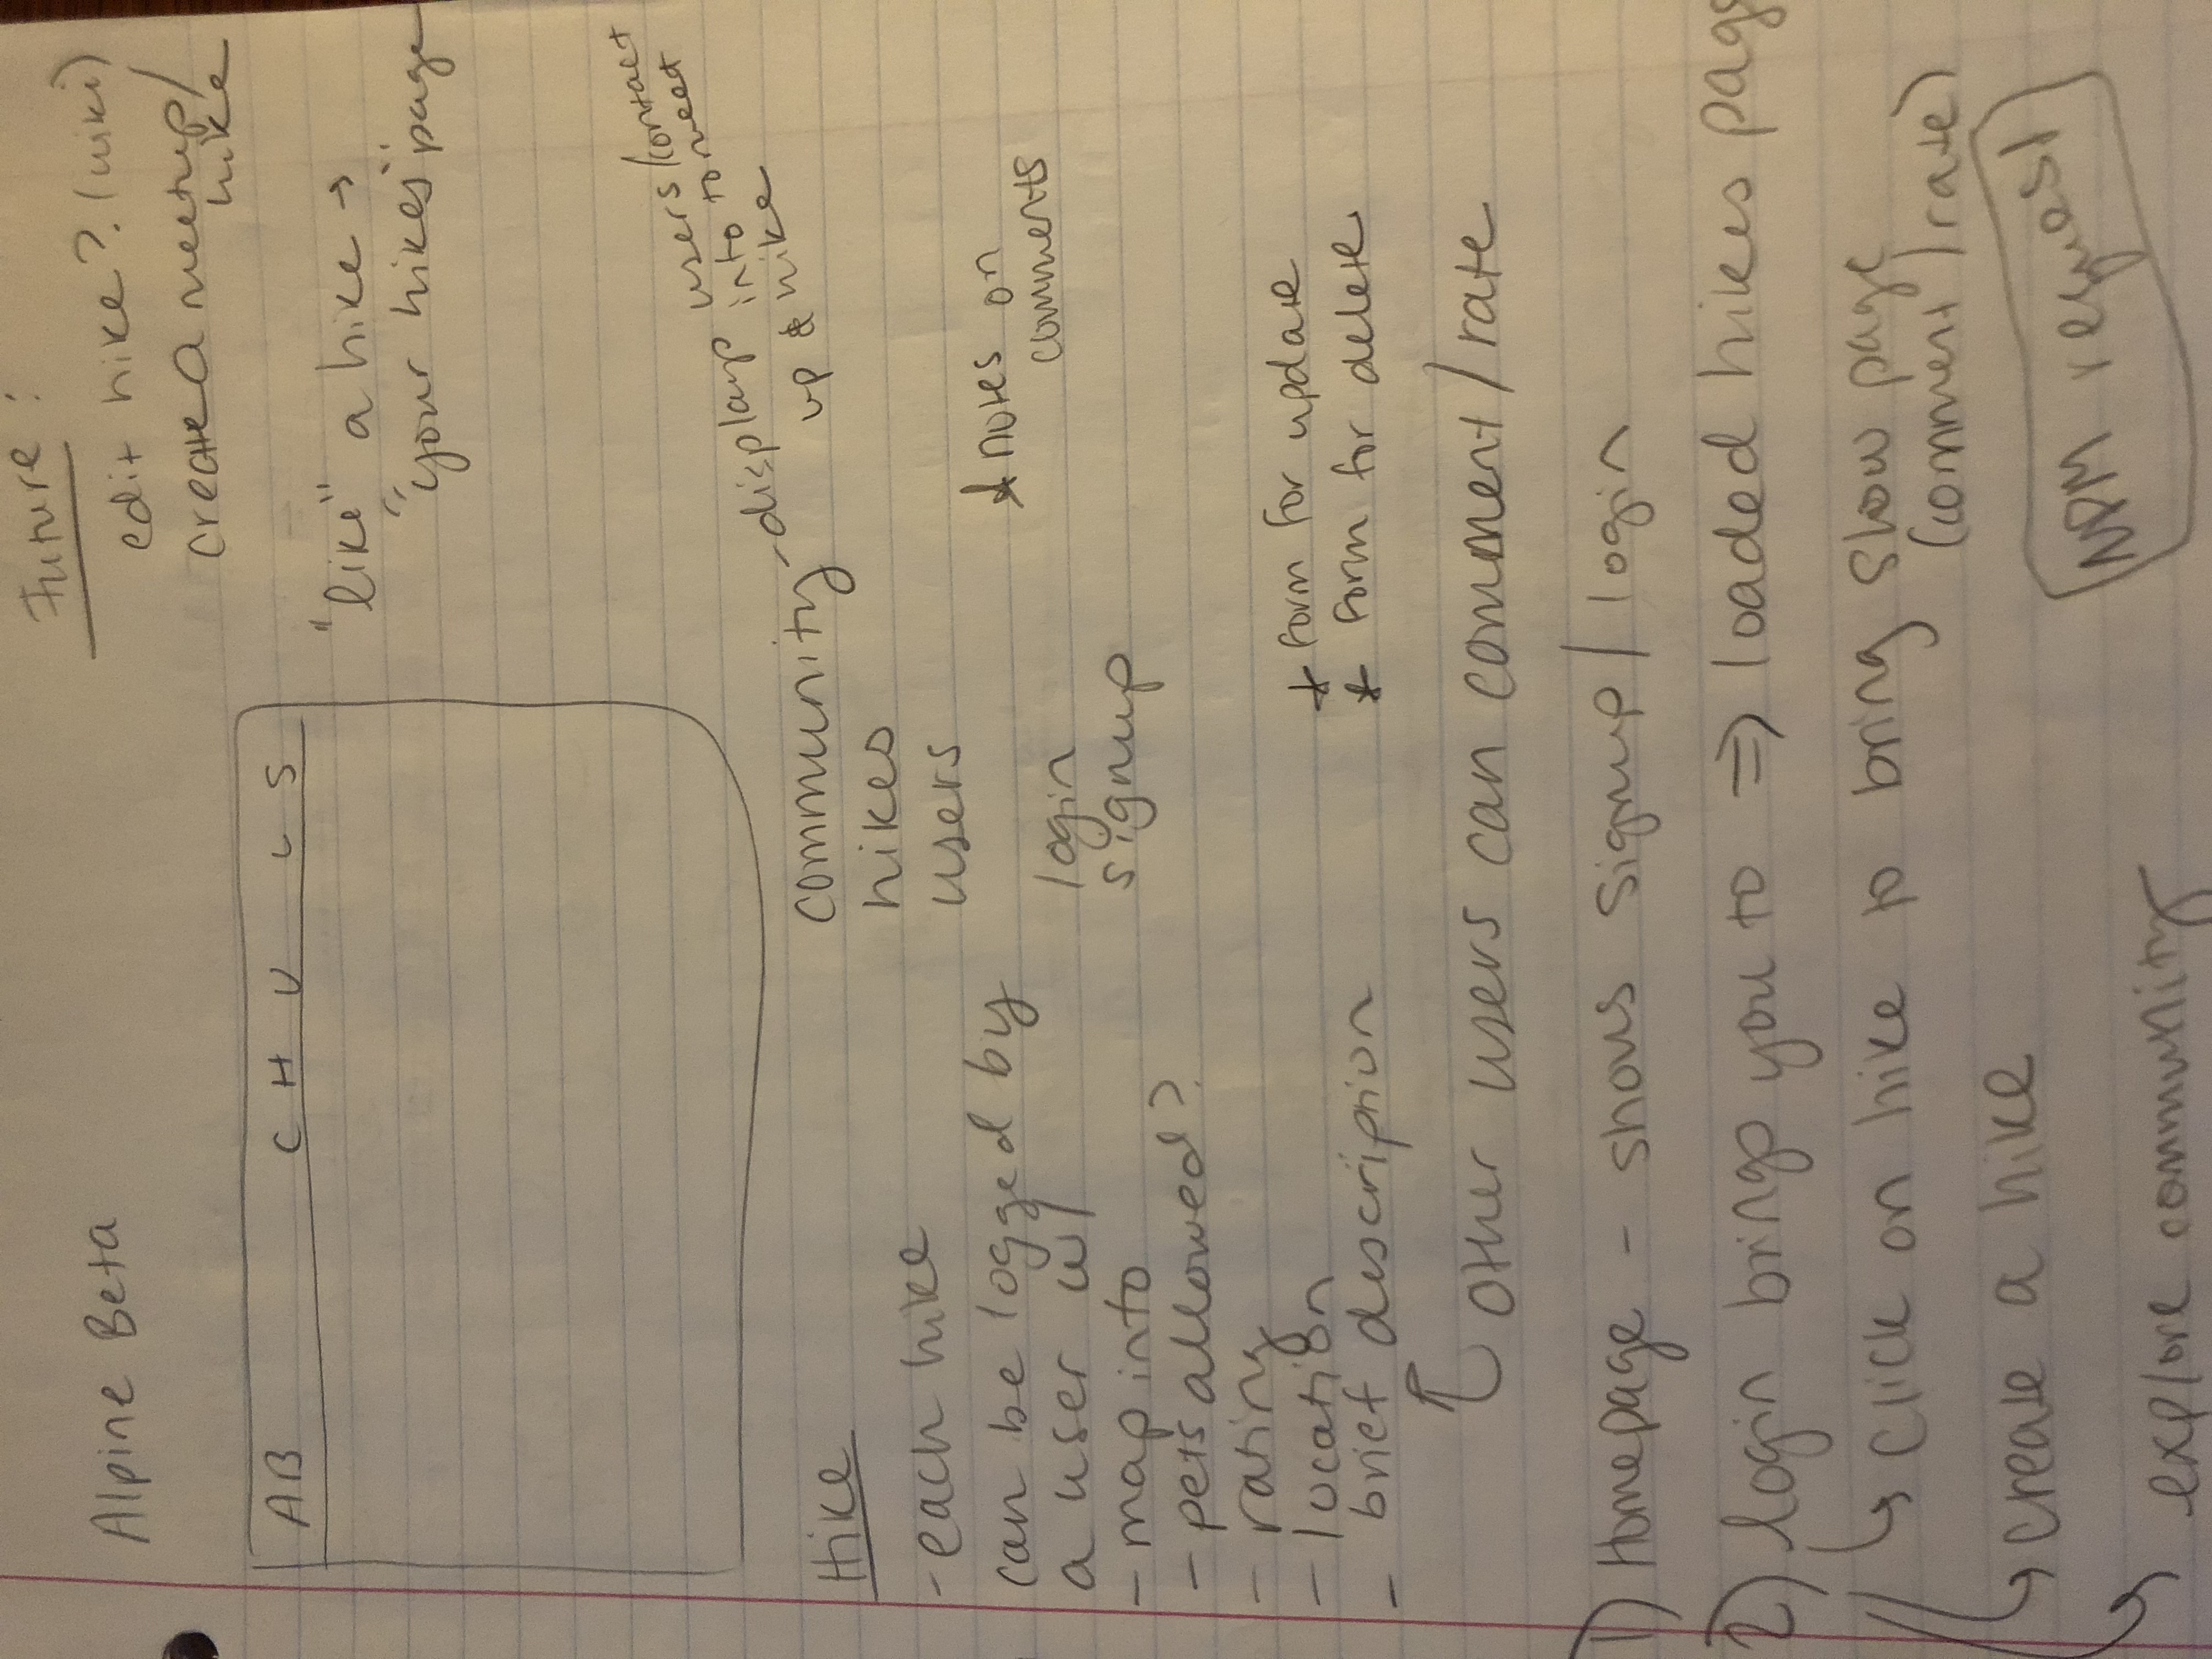 Alpine Beta
Future :
edit hike? (wiki)
create a meetup/
hike
AB C H U L S
"like" a hike →
"your hikes" page
community - displays users/contact
info to meet
up & hike
hikes
users
login
signup
Hike
- each hike
can be logged by
a user w/
- map info
- pets allowed?
- rating
- location
- brief description
* notes on
comments
* form for update
* form for delete
other users can comment/rate
1) Homepage - shows signup/login
2) login brings you to ⇒ loaded hikes page
↳ click on hike to bring show page
(comment/rate)
↳ create a hike
↳ explore community
NPM request